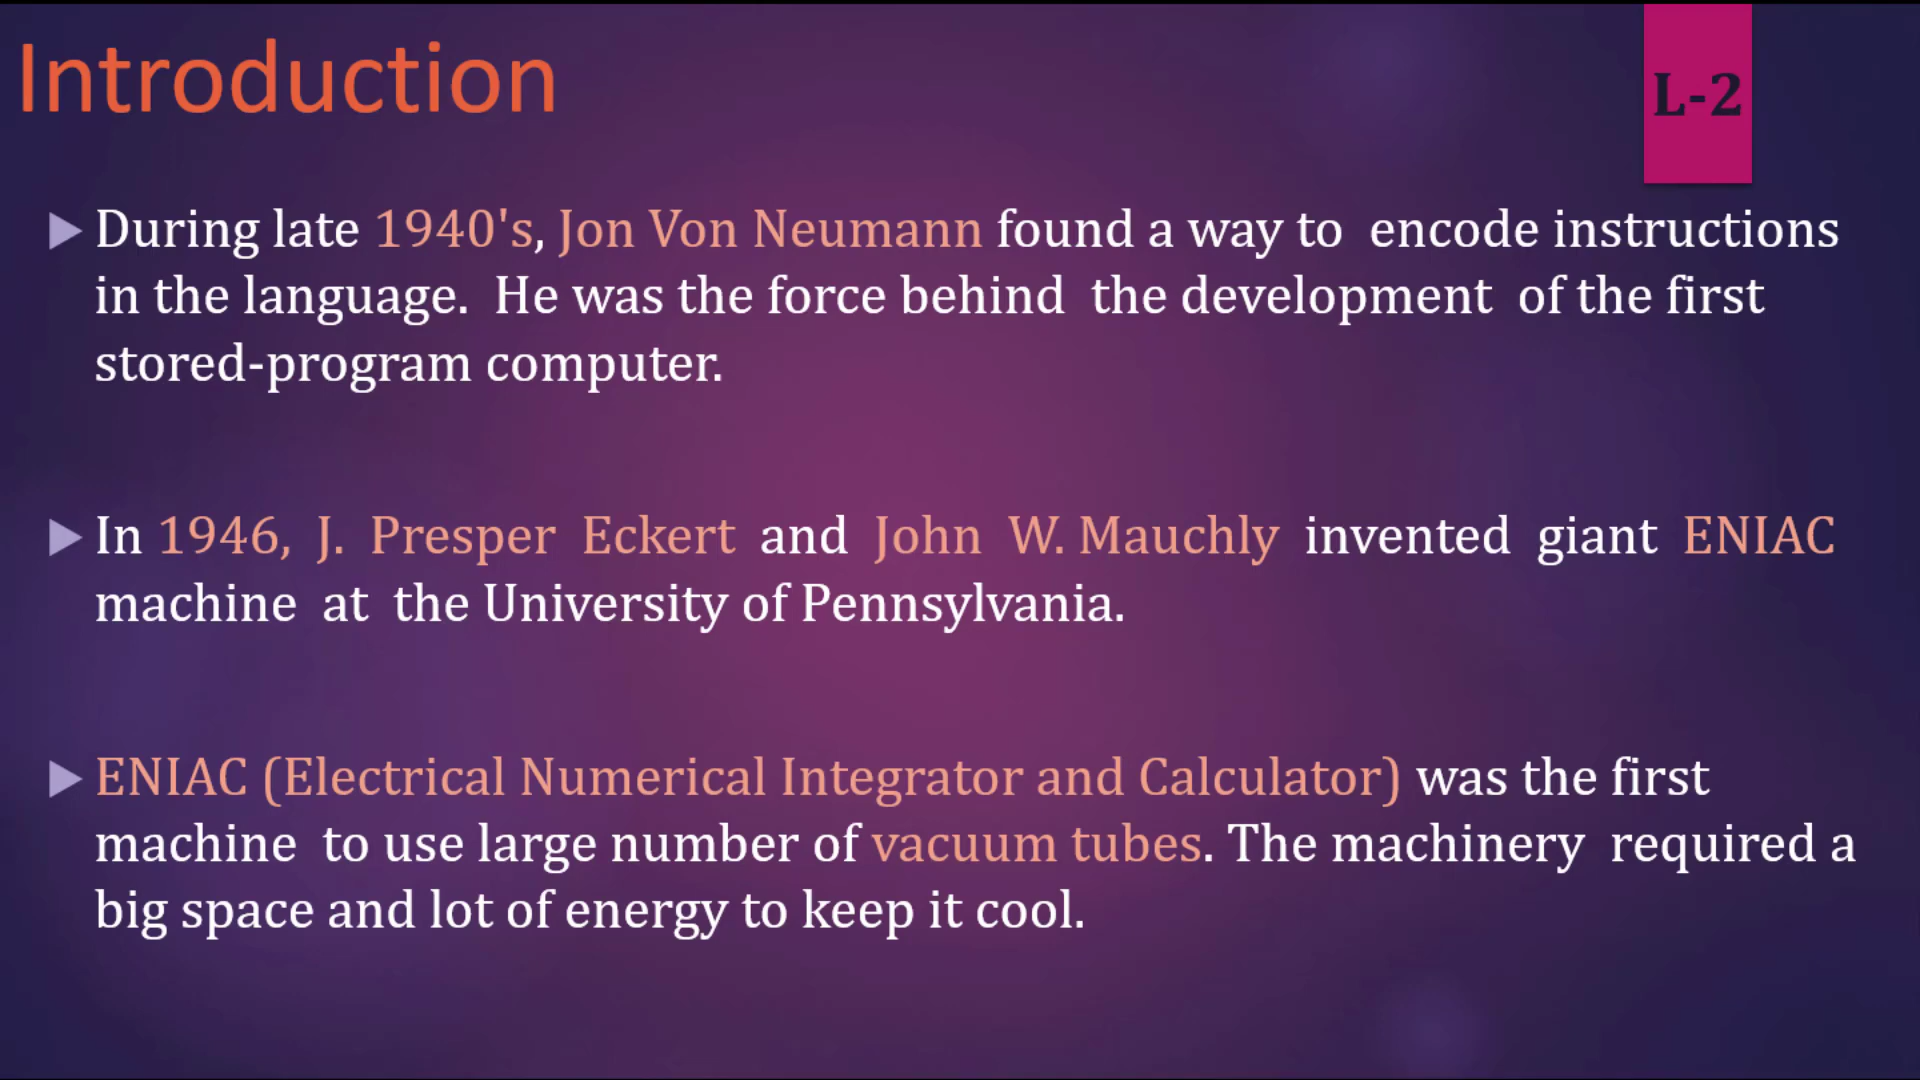 Introduction
L-2
During late 1940's, Jon Von Neumann found a way to encode instructions
in the language. He was the force behind the development of the first
stored-program computer.
In 1946, J. Presper Eckert and John W. Mauchly invented giant ENIAC
machine at the University of Pennsylvania.
ENIAC (Electrical Numerical Integrator and Calculator) was the first
machine to use large number of vacuum tubes. The machinery required a
big space and lot of energy to keep it cool.